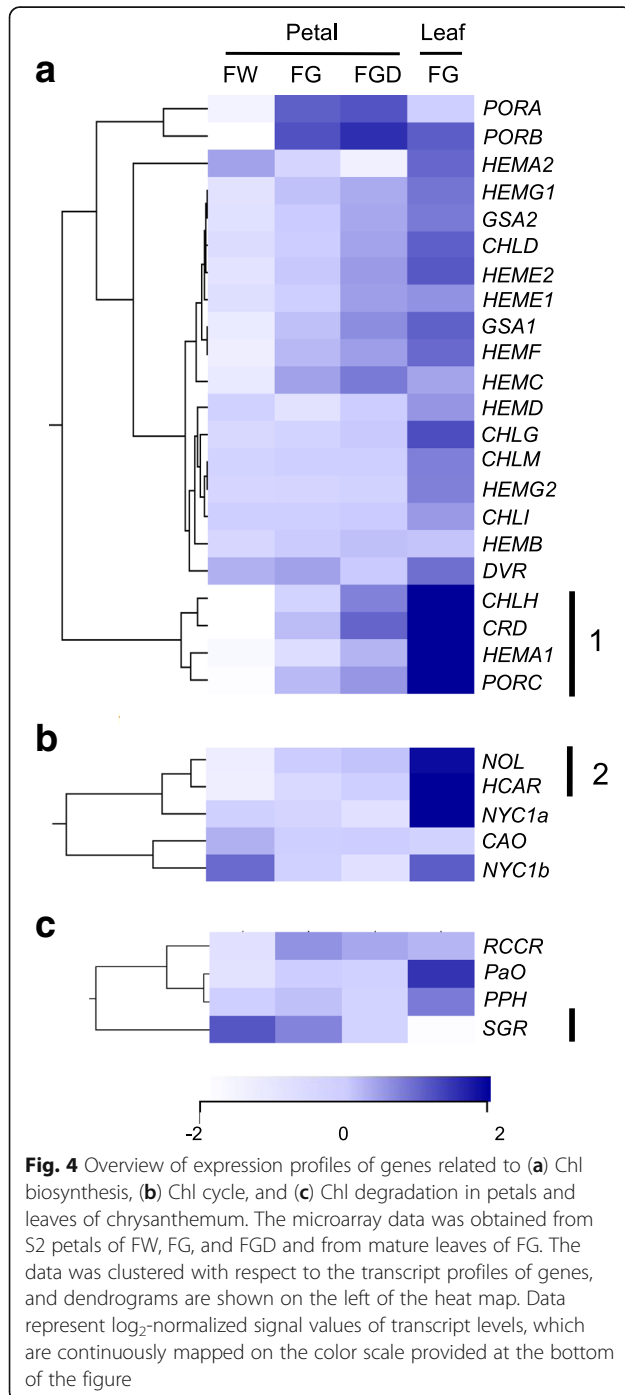 Petal Leaf
a FW FG FGD FG
PORA
PORB
HEMA2
HEMG1
GSA2
CHLD
HEME2
HEME1
GSA1
HEMF
HEMC
HEMD
CHLG
CHLM
HEMG2
CHLI
HEMB
DVR
CHLH
CRD
1
HEMA1
PORC
b
NOL
2
HCAR
NYC1a
CAO
NYC1b
c
RCCR
PaO
PPH
SGR
-2 0 2
Fig. 4 Overview of expression profiles of genes related to (a) Chl
biosynthesis, (b) Chl cycle, and (c) Chl degradation in petals and
leaves of chrysanthemum. The microarray data was obtained from
S2 petals of FW, FG, and FGD and from mature leaves of FG. The
data was clustered with respect to the transcript profiles of genes,
and dendrograms are shown on the left of the heat map. Data
represent log₂-normalized signal values of transcript levels, which
are continuously mapped on the color scale provided at the bottom
of the figure